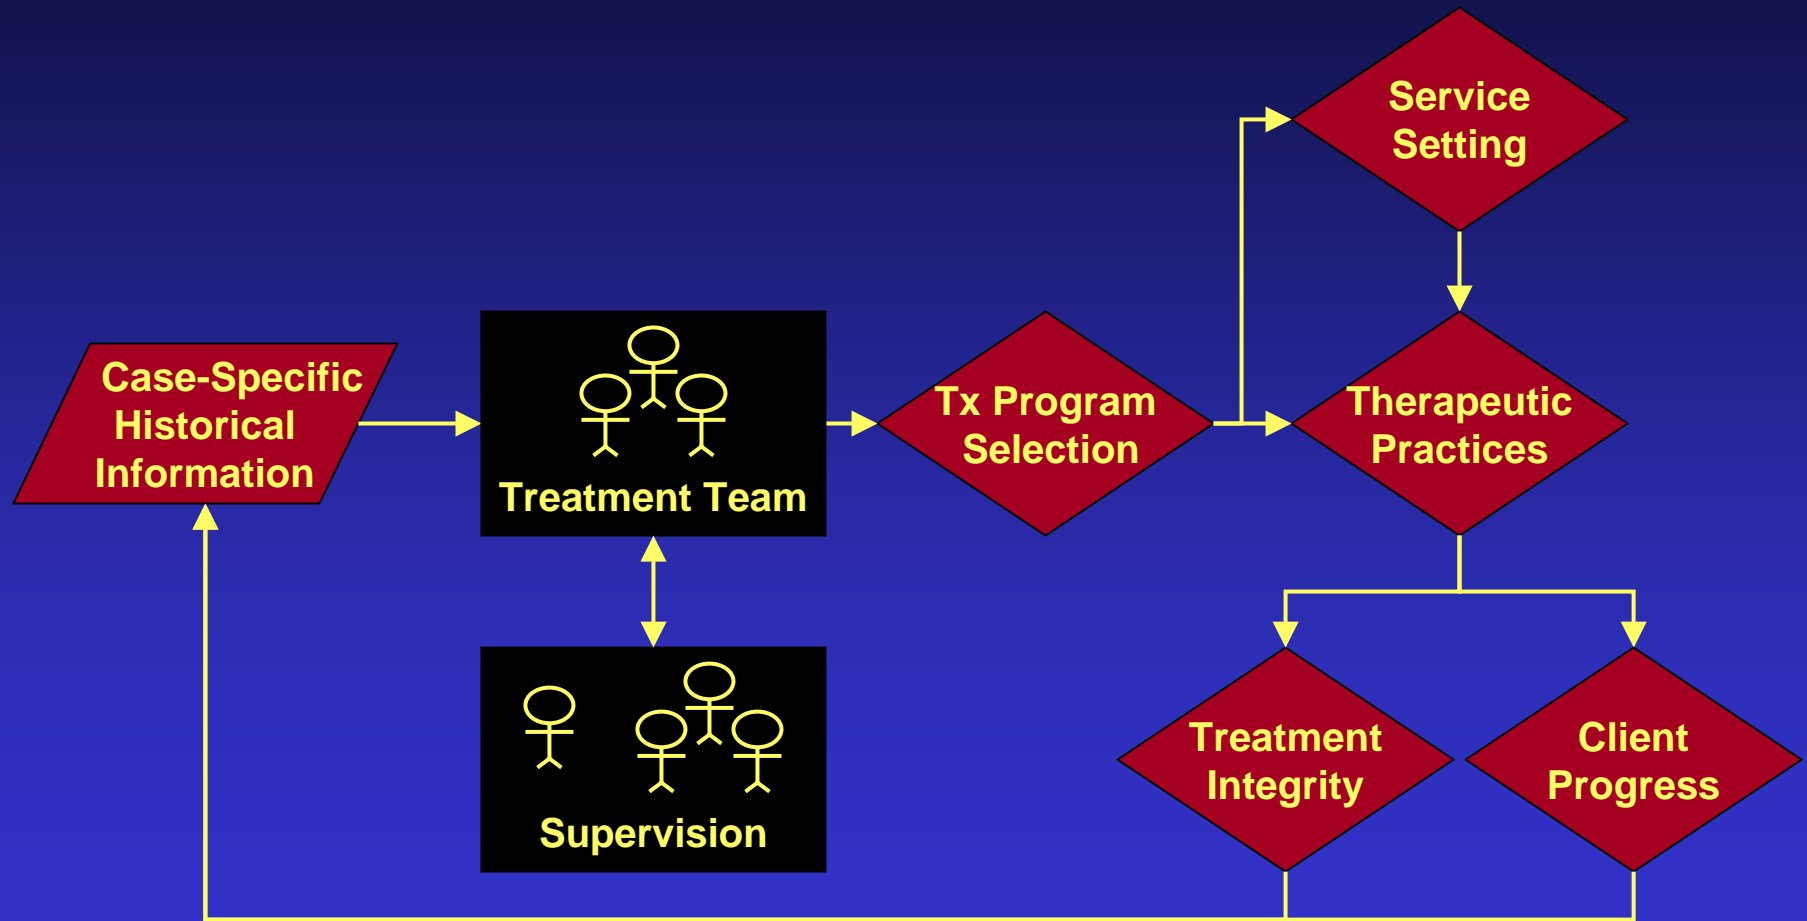 Service
Setting
Case-Specific
Historical
Information
Treatment Team
Tx Program
Selection
Therapeutic
Practices
Supervision
Treatment
Integrity
Client
Progress